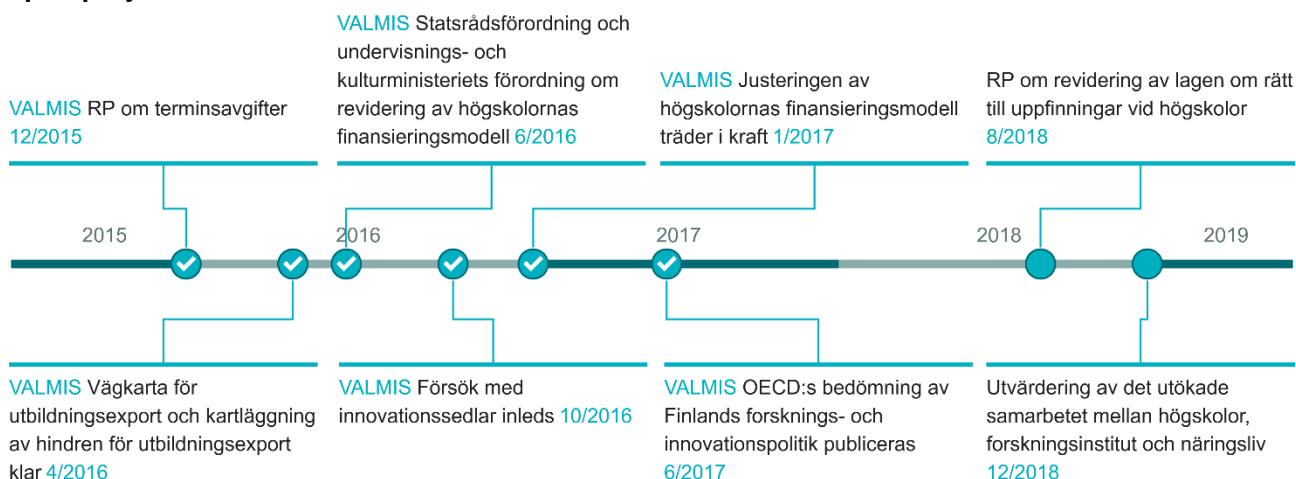 VALMIS RP om terminsavgifter
12/2015
VALMIS Statsrådsförordning och
undervisnings- och
kulturministeriets förordning om
revidering av högskolornas
finansieringsmodell 6/2016
VALMIS Justeringen av
högskolornas finansieringsmodell
träder i kraft 1/2017
RP om revidering av lagen om rätt
till uppfinningar vid högskolor
8/2018
2015
2016
2017
2018
2019
VALMIS Vägkarta för
utbildningsexport och kartläggning
av hindren för utbildningsexport
klar 4/2016
VALMIS Försök med
innovationssedlar inleds 10/2016
VALMIS OECD:s bedömning av
Finlands forsknings- och
innovationspolitik publiceras
6/2017
Utvärdering av det utökade
samarbetet mellan högskolor,
forskningsinstitut och näringsliv
12/2018